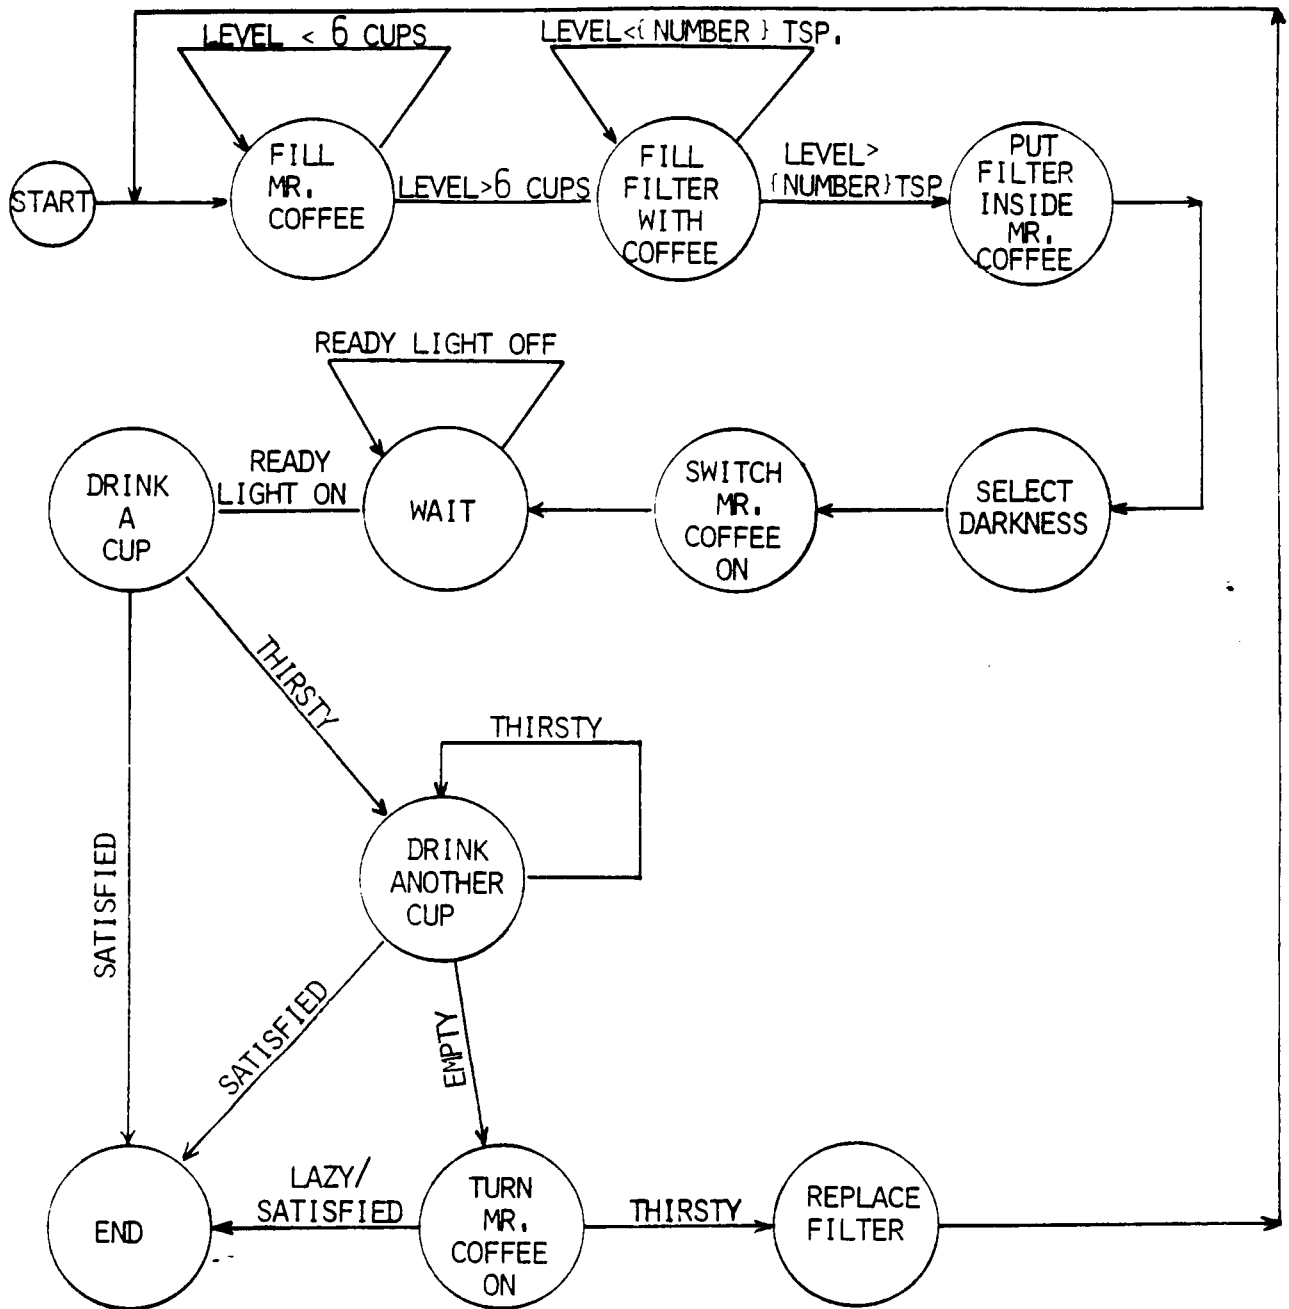 LEVEL < 6 CUPS
LEVEL<{NUMBER} TSP.
START
FILL
MR.
COFFEE
LEVEL>6 CUPS
FILL
FILTER
WITH
COFFEE
LEVEL>
{NUMBER}TSP
PUT
FILTER
INSIDE
MR.
COFFEE
READY LIGHT OFF
DRINK
A
CUP
READY
LIGHT ON
WAIT
SWITCH
MR.
COFFEE
ON
SELECT
DARKNESS
THIRSTY
THIRSTY
DRINK
ANOTHER
CUP
SATISFIED
SATISFIED
EMPTY
END
LAZY/
SATISFIED
TURN
MR.
COFFEE
ON
THIRSTY
REPLACE
FILTER